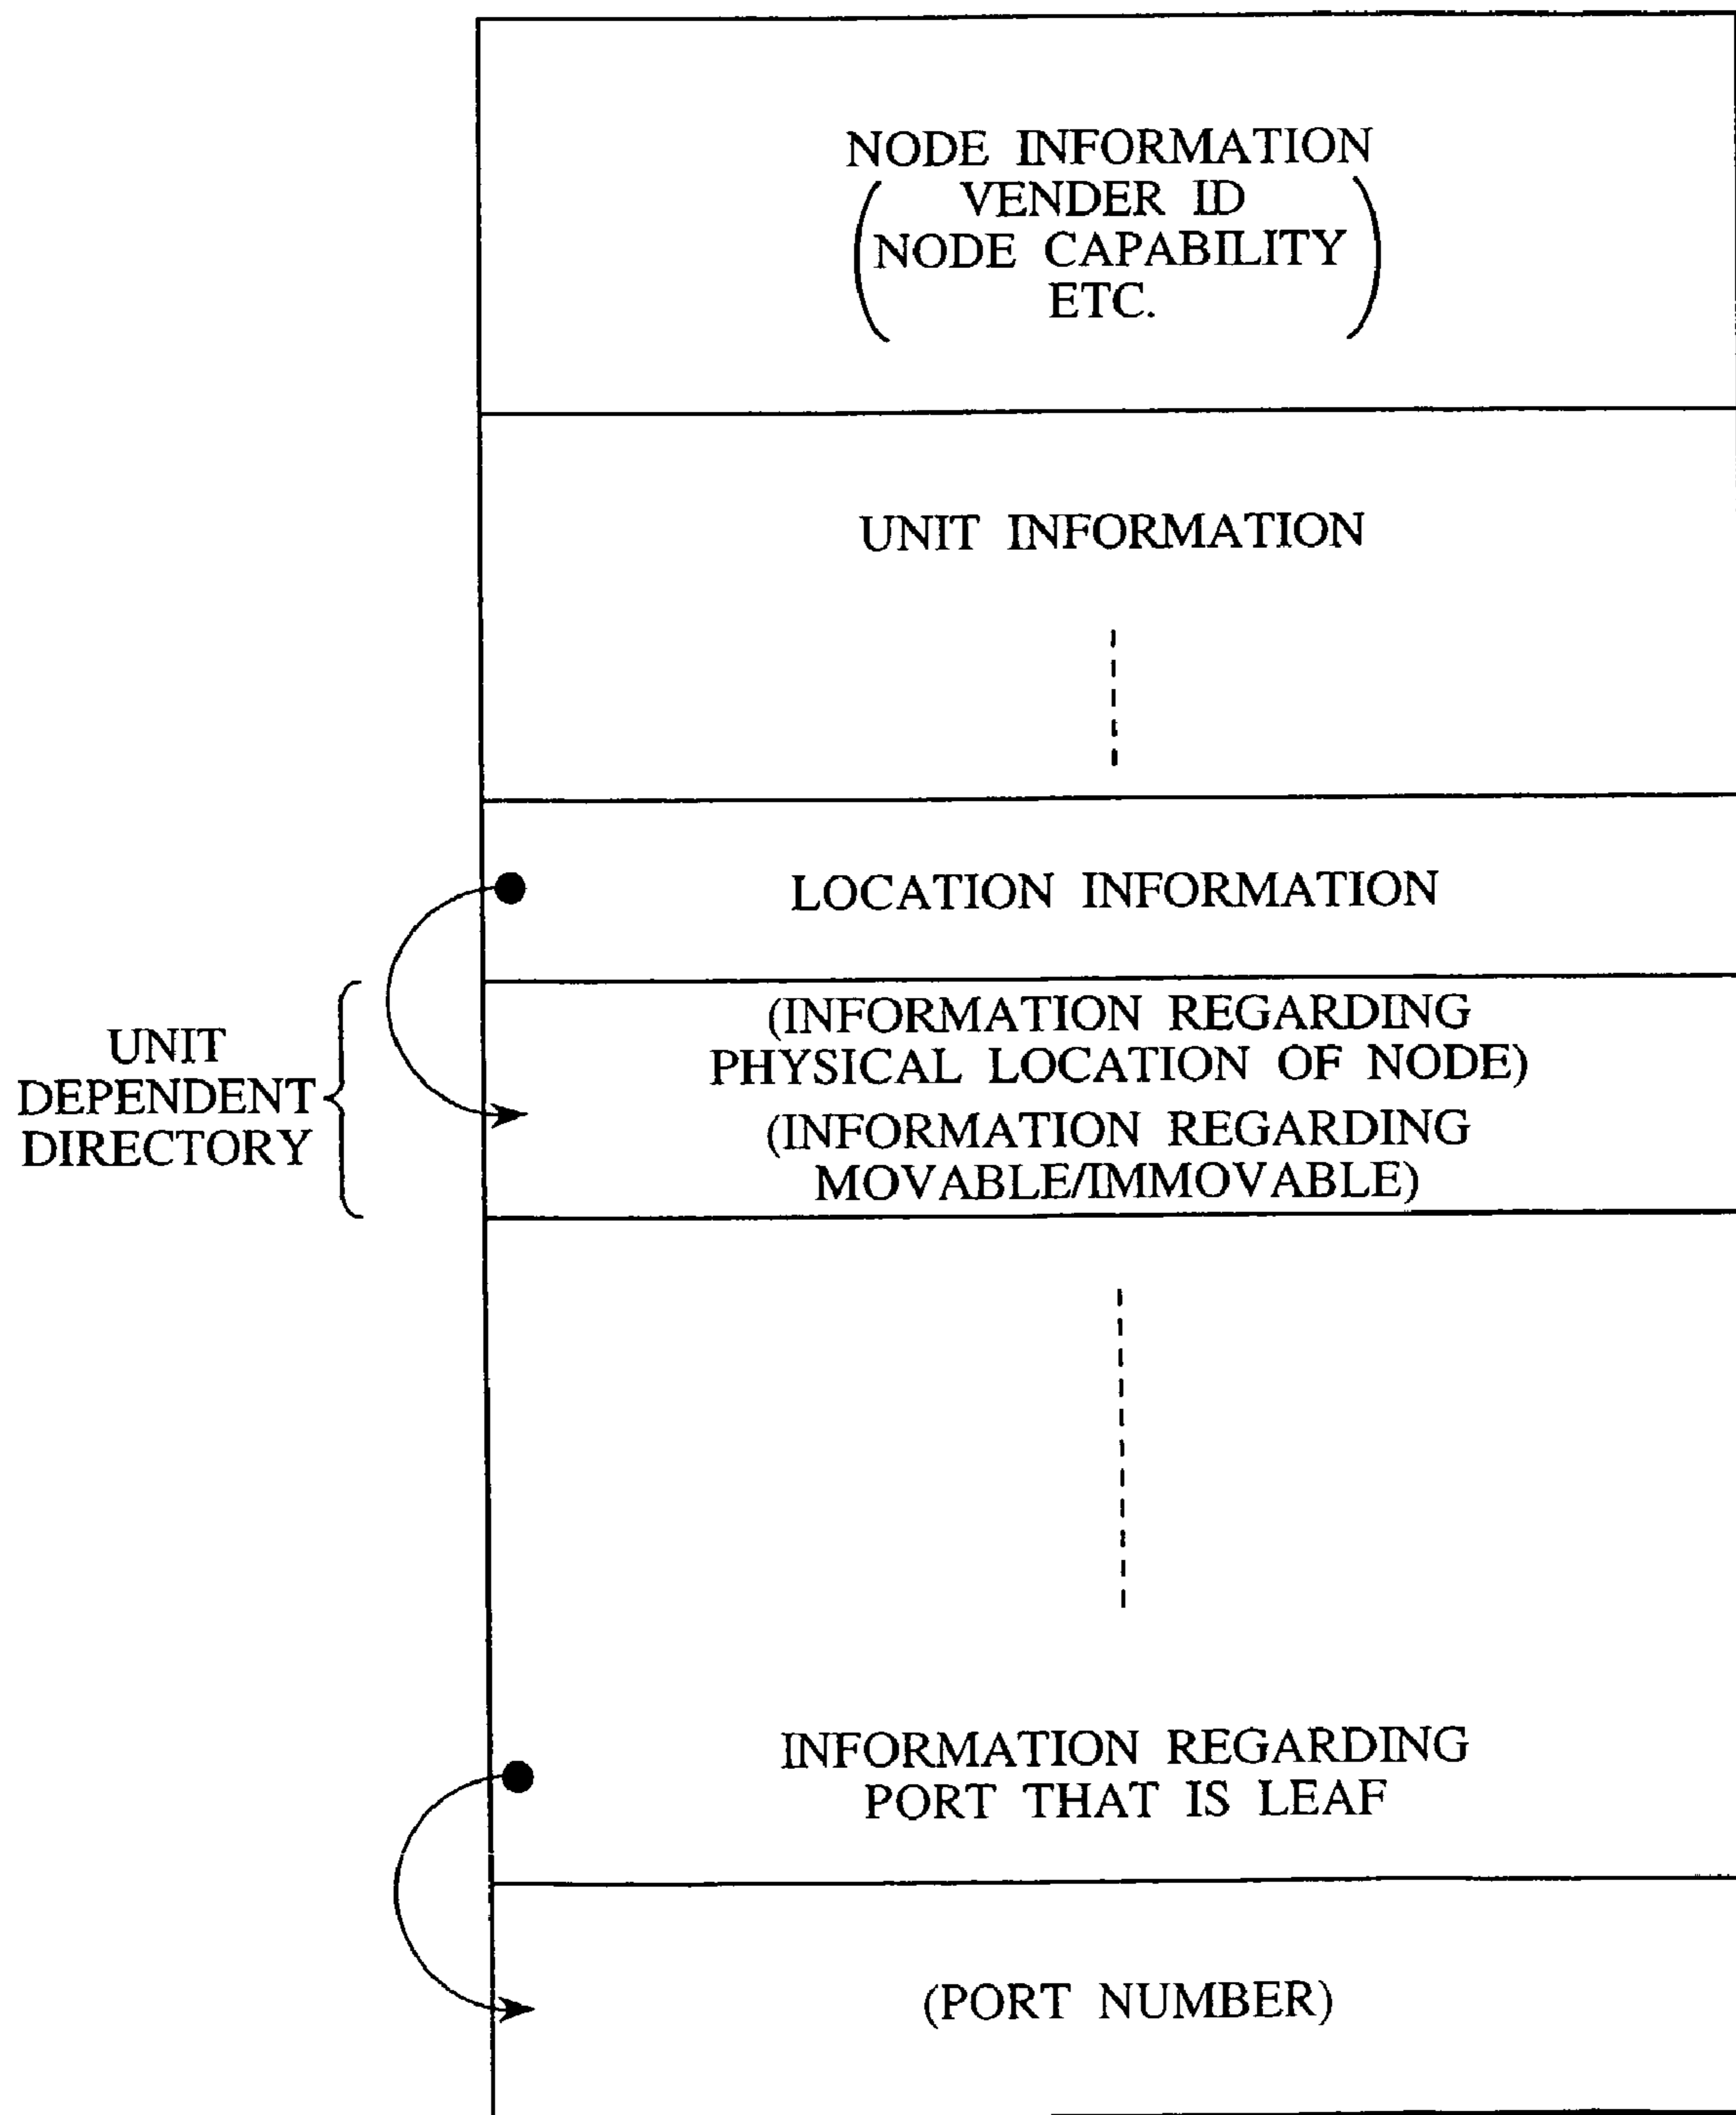 NODE INFORMATION
(VENDER ID
NODE CAPABILITY
ETC.)
UNIT INFORMATION
LOCATION INFORMATION
UNIT
DEPENDENT
DIRECTORY
(INFORMATION REGARDING
PHYSICAL LOCATION OF NODE)
(INFORMATION REGARDING
MOVABLE/IMMOVABLE)
INFORMATION REGARDING
PORT THAT IS LEAF
(PORT NUMBER)